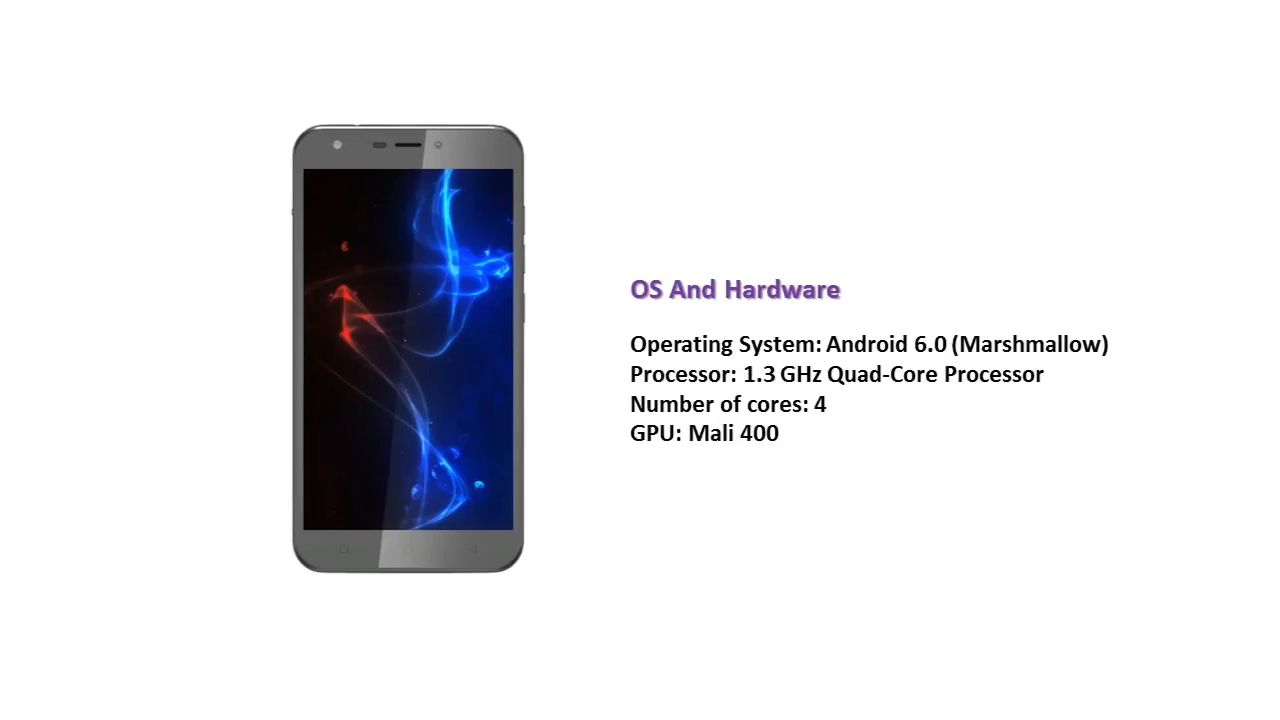 OS And Hardware
Operating System: Android 6.0 (Marshmallow)
Processor: 1.3 GHz Quad-Core Processor
Number of cores: 4
GPU: Mali 400